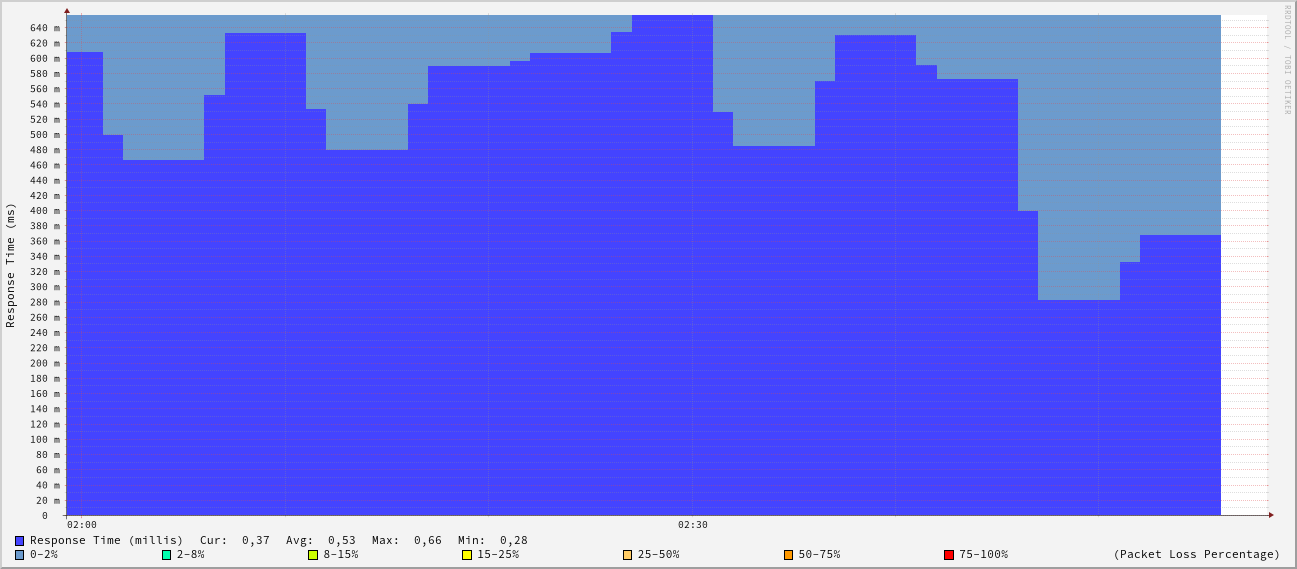 RRDTOOL / TOBI OETIKER
Response Time (ms)
640 m
620 m
600 m
580 m
560 m
540 m
520 m
500 m
480 m
460 m
440 m
420 m
400 m
380 m
360 m
340 m
320 m
300 m
280 m
260 m
240 m
220 m
200 m
180 m
160 m
140 m
120 m
100 m
80 m
60 m
40 m
20 m
0
02:00 02:30
Response Time (millis) Cur: 0,37 Avg: 0,53 Max: 0,66 Min: 0,28
0-2% 2-8% 8-15% 15-25% 25-50% 50-75% 75-100% (Packet Loss Percentage)